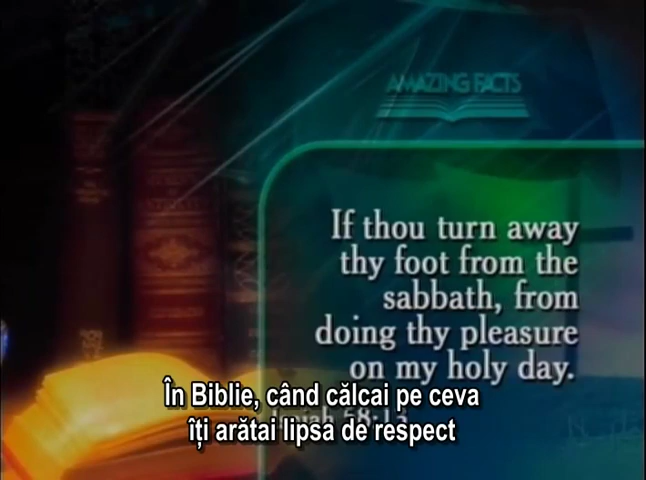 AMAZING FACTS
If thou turn away
thy foot from the
sabbath, from
doing thy pleasure
on my holy day.
Isaiah 58:13
În Biblie, când călcai pe ceva
îți arătai lipsa de respect